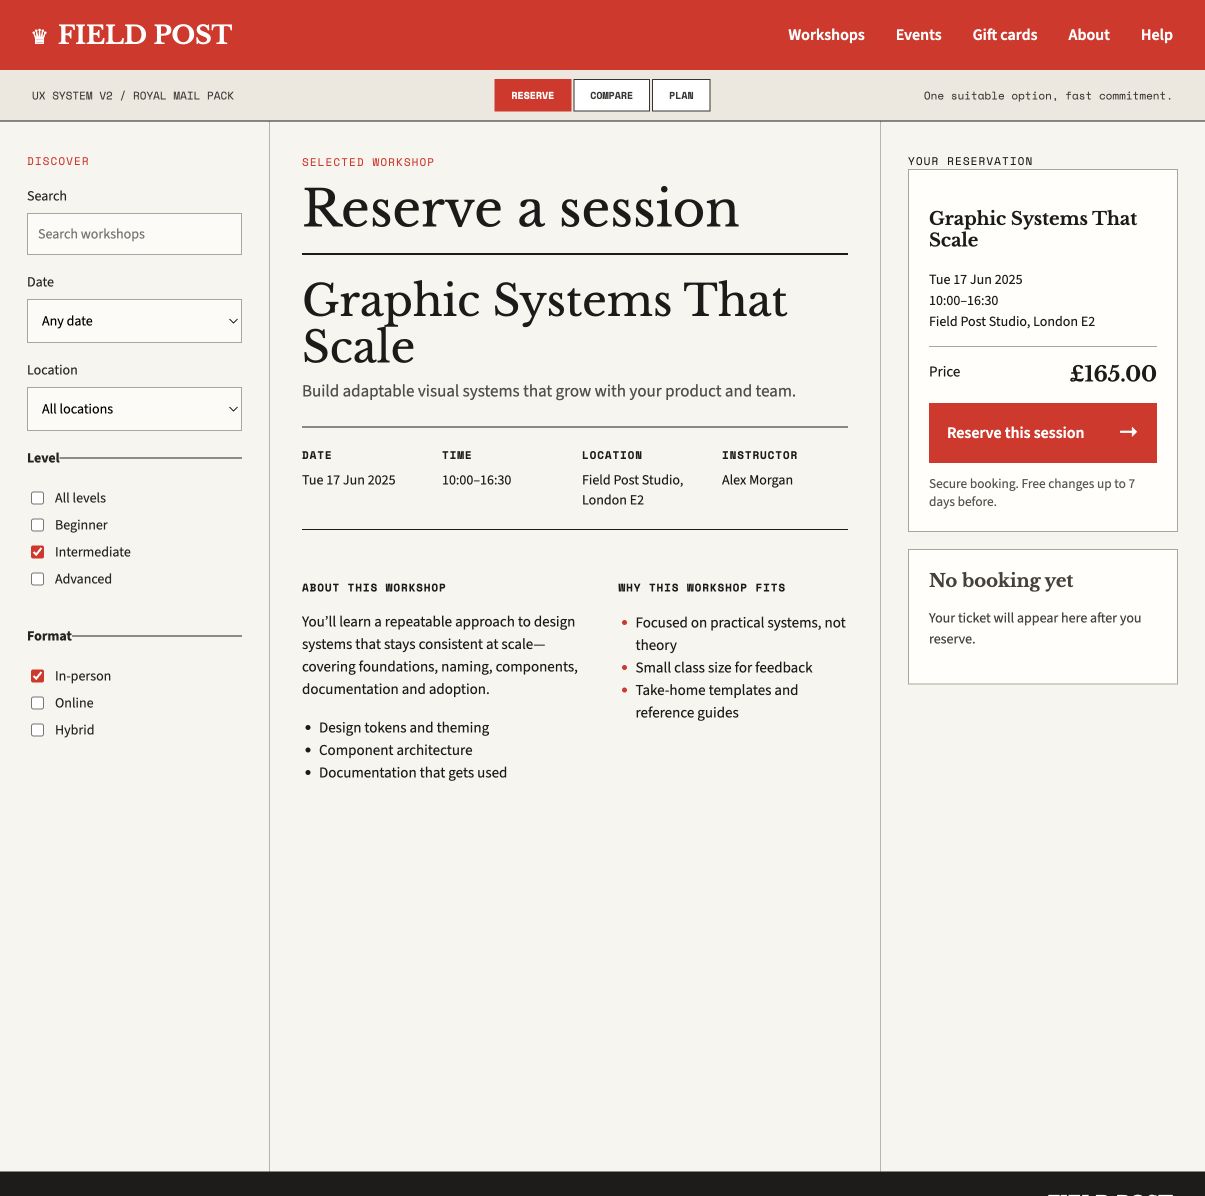 ♛ FIELD POST
Workshops Events Gift cards About Help
UX SYSTEM V2 / ROYAL MAIL PACK
RESERVE COMPARE PLAN
One suitable option, fast commitment.
DISCOVER
Search
Search workshops
Date
Any date
Location
All locations
Level
All levels
Beginner
Intermediate
Advanced
Format
In-person
Online
Hybrid
SELECTED WORKSHOP
Reserve a session
Graphic Systems That
Scale
Build adaptable visual systems that grow with your product and team.
DATE
Tue 17 Jun 2025
TIME
10:00–16:30
LOCATION
Field Post Studio,
London E2
INSTRUCTOR
Alex Morgan
ABOUT THIS WORKSHOP
You’ll learn a repeatable approach to design
systems that stays consistent at scale—
covering foundations, naming, components,
documentation and adoption.
• Design tokens and theming
• Component architecture
• Documentation that gets used
WHY THIS WORKSHOP FITS
• Focused on practical systems, not
theory
• Small class size for feedback
• Take-home templates and
reference guides
YOUR RESERVATION
Graphic Systems That
Scale
Tue 17 Jun 2025
10:00–16:30
Field Post Studio, London E2
Price £165.00
Reserve this session →
Secure booking. Free changes up to 7
days before.
No booking yet
Your ticket will appear here after you
reserve.